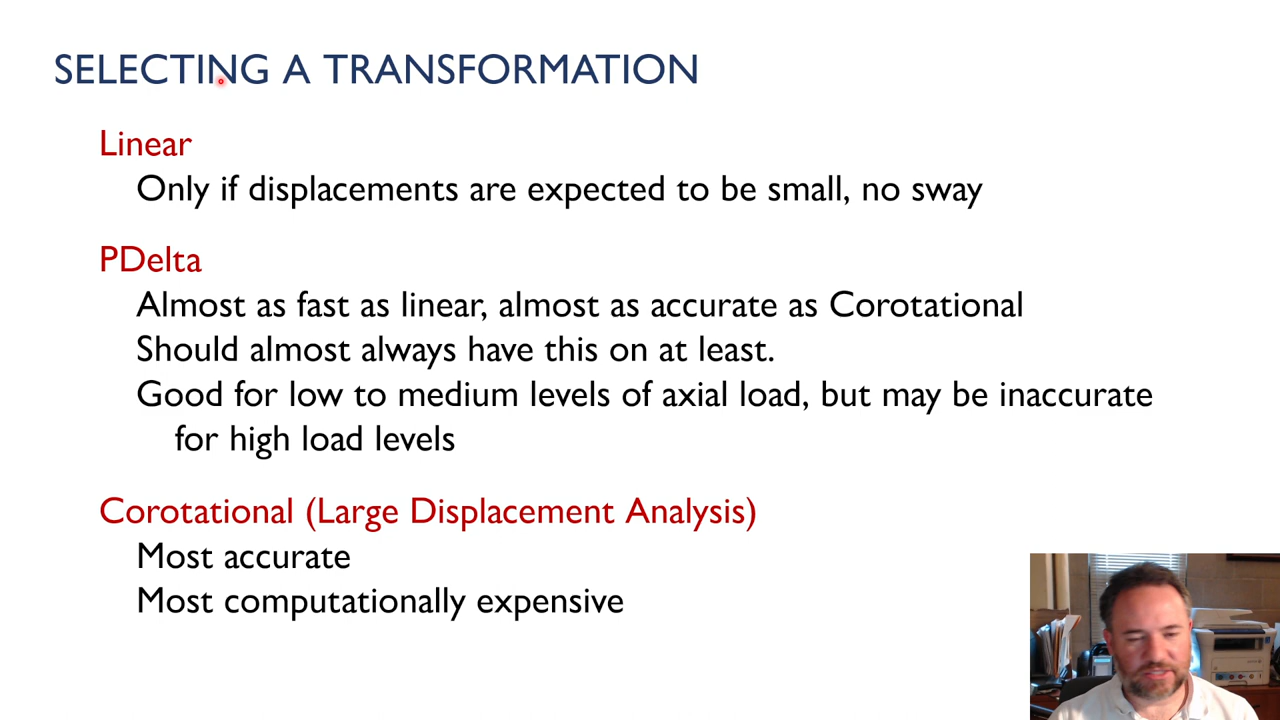 SELECTING A TRANSFORMATION
Linear
Only if displacements are expected to be small, no sway
PDelta
Almost as fast as linear, almost as accurate as Corotational
Should almost always have this on at least.
Good for low to medium levels of axial load, but may be inaccurate
for high load levels
Corotational (Large Displacement Analysis)
Most accurate
Most computationally expensive